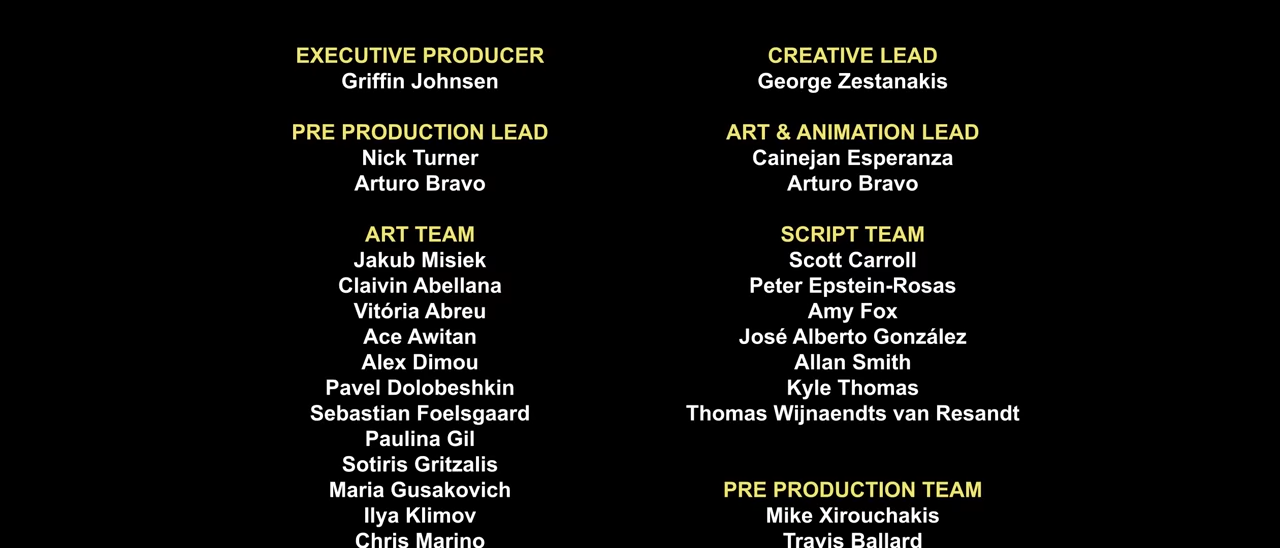 EXECUTIVE PRODUCER
Griffin Johnsen
PRE PRODUCTION LEAD
Nick Turner
Arturo Bravo
ART TEAM
Jakub Misiek
Claivin Abellana
Vitória Abreu
Ace Awitan
Alex Dimou
Pavel Dolobeshkin
Sebastian Foelsgaard
Paulina Gil
Sotiris Gritzalis
Maria Gusakovich
Ilya Klimov
Chris Marino
CREATIVE LEAD
George Zestanakis
ART & ANIMATION LEAD
Cainejan Esperanza
Arturo Bravo
SCRIPT TEAM
Scott Carroll
Peter Epstein-Rosas
Amy Fox
José Alberto González
Allan Smith
Kyle Thomas
Thomas Wijnaendts van Resandt
PRE PRODUCTION TEAM
Mike Xirouchakis
Travis Ballard